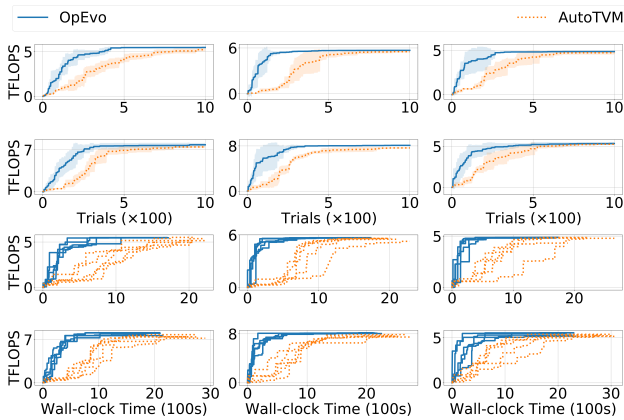 OpEvo AutoTVM
TFLOPS 5 0 0 5 10 6 0 0 5 10 5 0 0 5 10
TFLOPS 7 0 0 5 10 8 0 0 5 10 5 0 0 5 10
Trials (×100) Trials (×100) Trials (×100)
TFLOPS 5 0 0 10 20 6 0 0 10 20 5 0 0 10 20
TFLOPS 7 0 0 10 20 30 8 0 0 10 20 5 0 0 10 20 30
Wall-clock Time (100s) Wall-clock Time (100s) Wall-clock Time (100s)